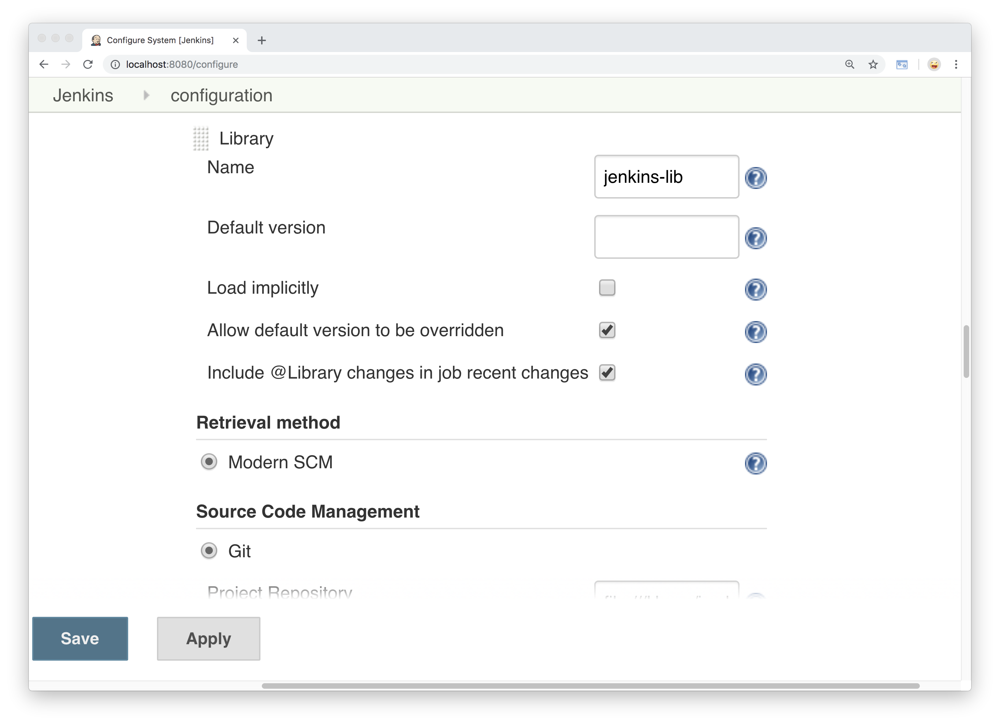 Configure System [Jenkins]
localhost:8080/configure
Jenkins configuration
Library
Name jenkins-lib
Default version
Load implicitly
Allow default version to be overridden
Include @Library changes in job recent changes
Retrieval method
Modern SCM
Source Code Management
Git
Project Repository
Save Apply